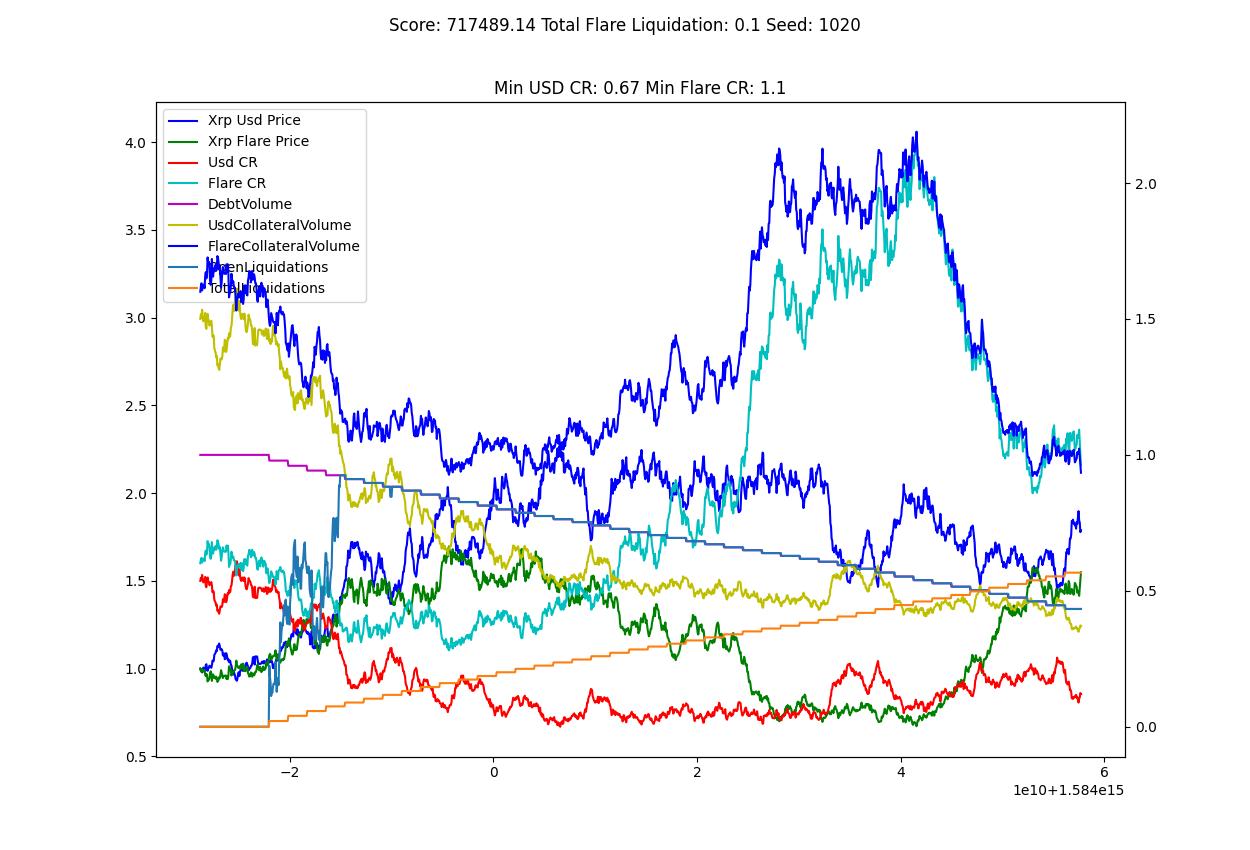 Score: 717489.14 Total Flare Liquidation: 0.1 Seed: 1020
Min USD CR: 0.67 Min Flare CR: 1.1
Xrp Usd Price
Xrp Flare Price
Usd CR
Flare CR
DebtVolume
UsdCollateralVolume
FlareCollateralVolume
OpenLiquidations
TotalLiquidations
4.0
3.5
3.0
2.5
2.0
1.5
1.0
0.5
2.0
1.5
1.0
0.5
0.0
−2
0
2
4
6
1e10+1.584e15